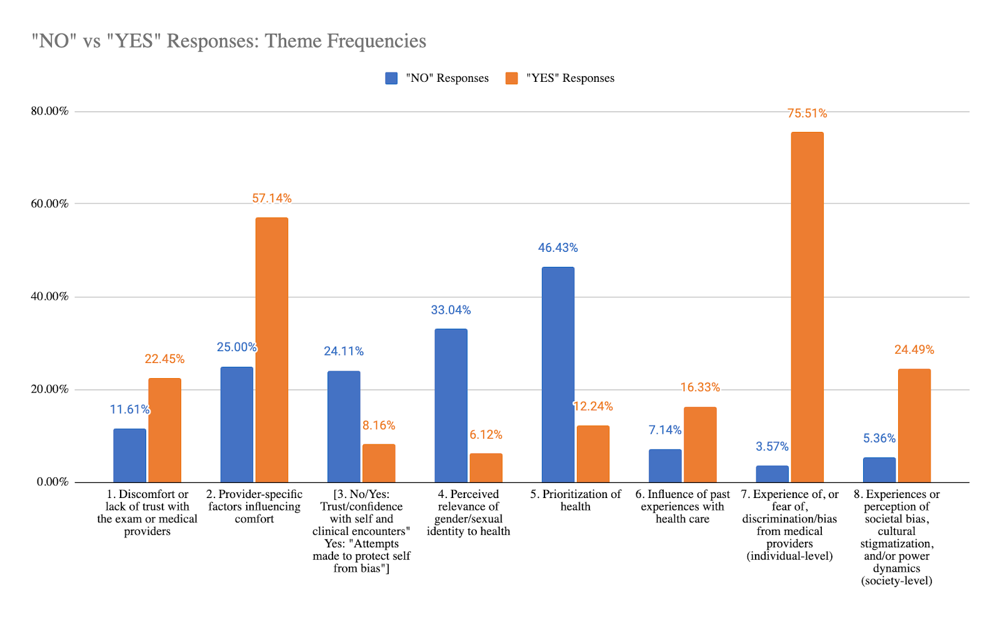 "NO" vs "YES" Responses: Theme Frequencies
"NO" Responses
"YES" Responses
80.00%
60.00%
40.00%
20.00%
0.00%
11.61%
22.45%
25.00%
57.14%
24.11%
8.16%
33.04%
6.12%
46.43%
12.24%
7.14%
16.33%
3.57%
75.51%
5.36%
24.49%
1. Discomfort or
lack of trust with
the exam or medical
providers
2. Provider-specific
factors influencing
comfort
[3. No/Yes:
Trust/confidence
with self and
clinical encounters"
Yes: "Attempts
made to protect self
from bias"]
4. Perceived
relevance of
gender/sexual
identity to health
5. Prioritization of
health
6. Influence of past
experiences with
health care
7. Experience of, or
fear of,
discrimination/bias
from medical
providers
(individual-level)
8. Experiences or
perception of
societal bias,
cultural
stigmatization,
and/or power
dynamics
(society-level)